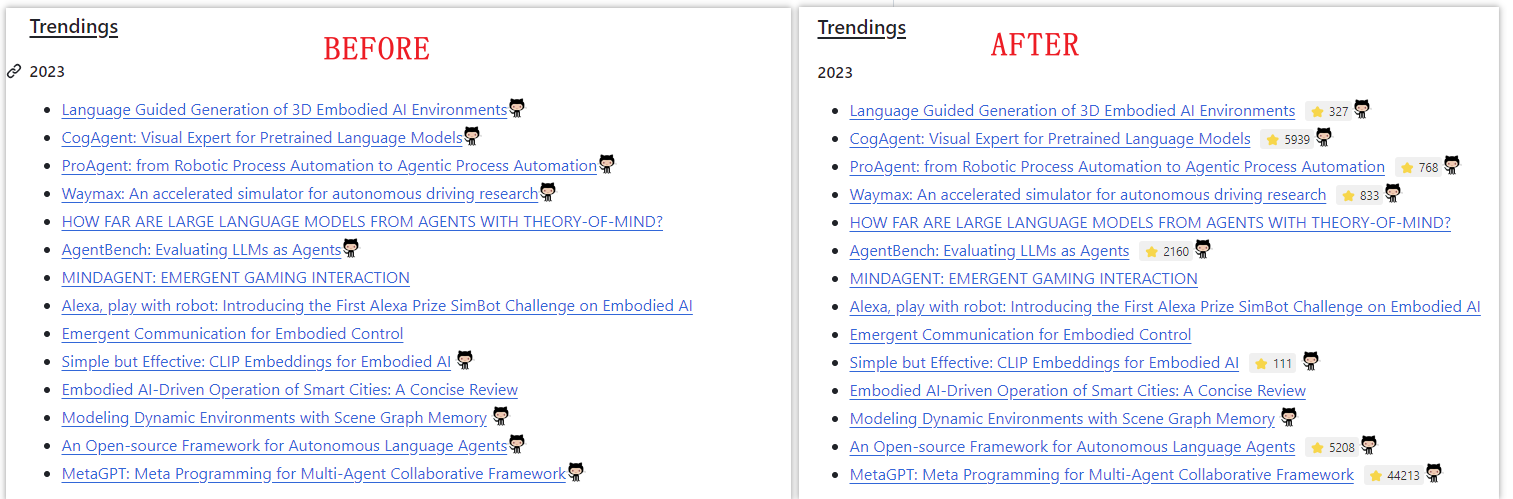 Trendings
BEFORE
2023
Language Guided Generation of 3D Embodied AI Environments
CogAgent: Visual Expert for Pretrained Language Models
ProAgent: from Robotic Process Automation to Agentic Process Automation
Waymax: An accelerated simulator for autonomous driving research
HOW FAR ARE LARGE LANGUAGE MODELS FROM AGENTS WITH THEORY-OF-MIND?
AgentBench: Evaluating LLMs as Agents
MINDAGENT: EMERGENT GAMING INTERACTION
Alexa, play with robot: Introducing the First Alexa Prize SimBot Challenge on Embodied AI
Emergent Communication for Embodied Control
Simple but Effective: CLIP Embeddings for Embodied AI
Embodied AI-Driven Operation of Smart Cities: A Concise Review
Modeling Dynamic Environments with Scene Graph Memory
An Open-source Framework for Autonomous Language Agents
MetaGPT: Meta Programming for Multi-Agent Collaborative Framework
Trendings
AFTER
2023
Language Guided Generation of 3D Embodied AI Environments 327
CogAgent: Visual Expert for Pretrained Language Models 5939
ProAgent: from Robotic Process Automation to Agentic Process Automation 768
Waymax: An accelerated simulator for autonomous driving research 833
HOW FAR ARE LARGE LANGUAGE MODELS FROM AGENTS WITH THEORY-OF-MIND?
AgentBench: Evaluating LLMs as Agents 2160
MINDAGENT: EMERGENT GAMING INTERACTION
Alexa, play with robot: Introducing the First Alexa Prize SimBot Challenge on Embodied AI
Emergent Communication for Embodied Control
Simple but Effective: CLIP Embeddings for Embodied AI 111
Embodied AI-Driven Operation of Smart Cities: A Concise Review
Modeling Dynamic Environments with Scene Graph Memory
An Open-source Framework for Autonomous Language Agents 5208
MetaGPT: Meta Programming for Multi-Agent Collaborative Framework 44213